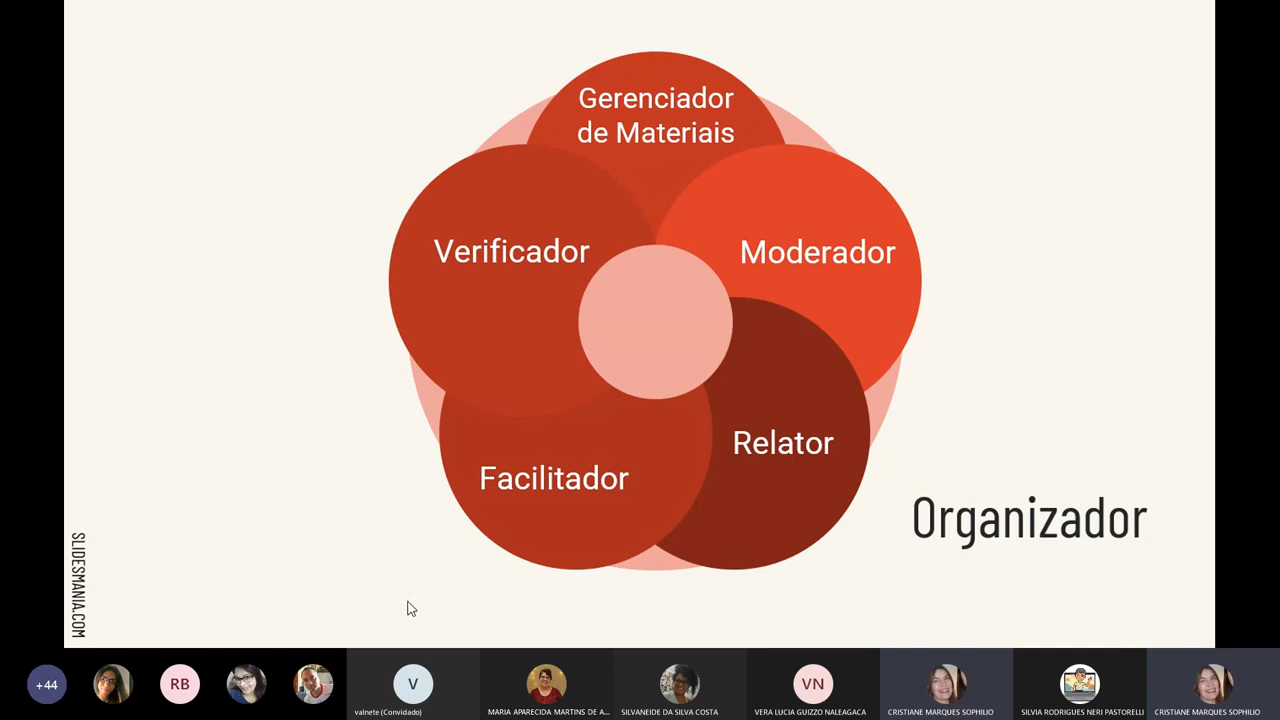 Gerenciador
de Materiais
Verificador
Moderador
Relator
Facilitador
Organizador
SLIDESMANIA.COM
+44
RB
V
valnete (Convidado)
MARIA APARECIDA MARTINS DE A...
SILVANEIDE DA SILVA COSTA
VN
VERA LUCIA GUIZZO NALEAGACA
CRISTIANE MARQUES SOPHILIO
SILVIA RODRIGUES NERI PASTORELLI
CRISTIANE MARQUES SOPHILIO